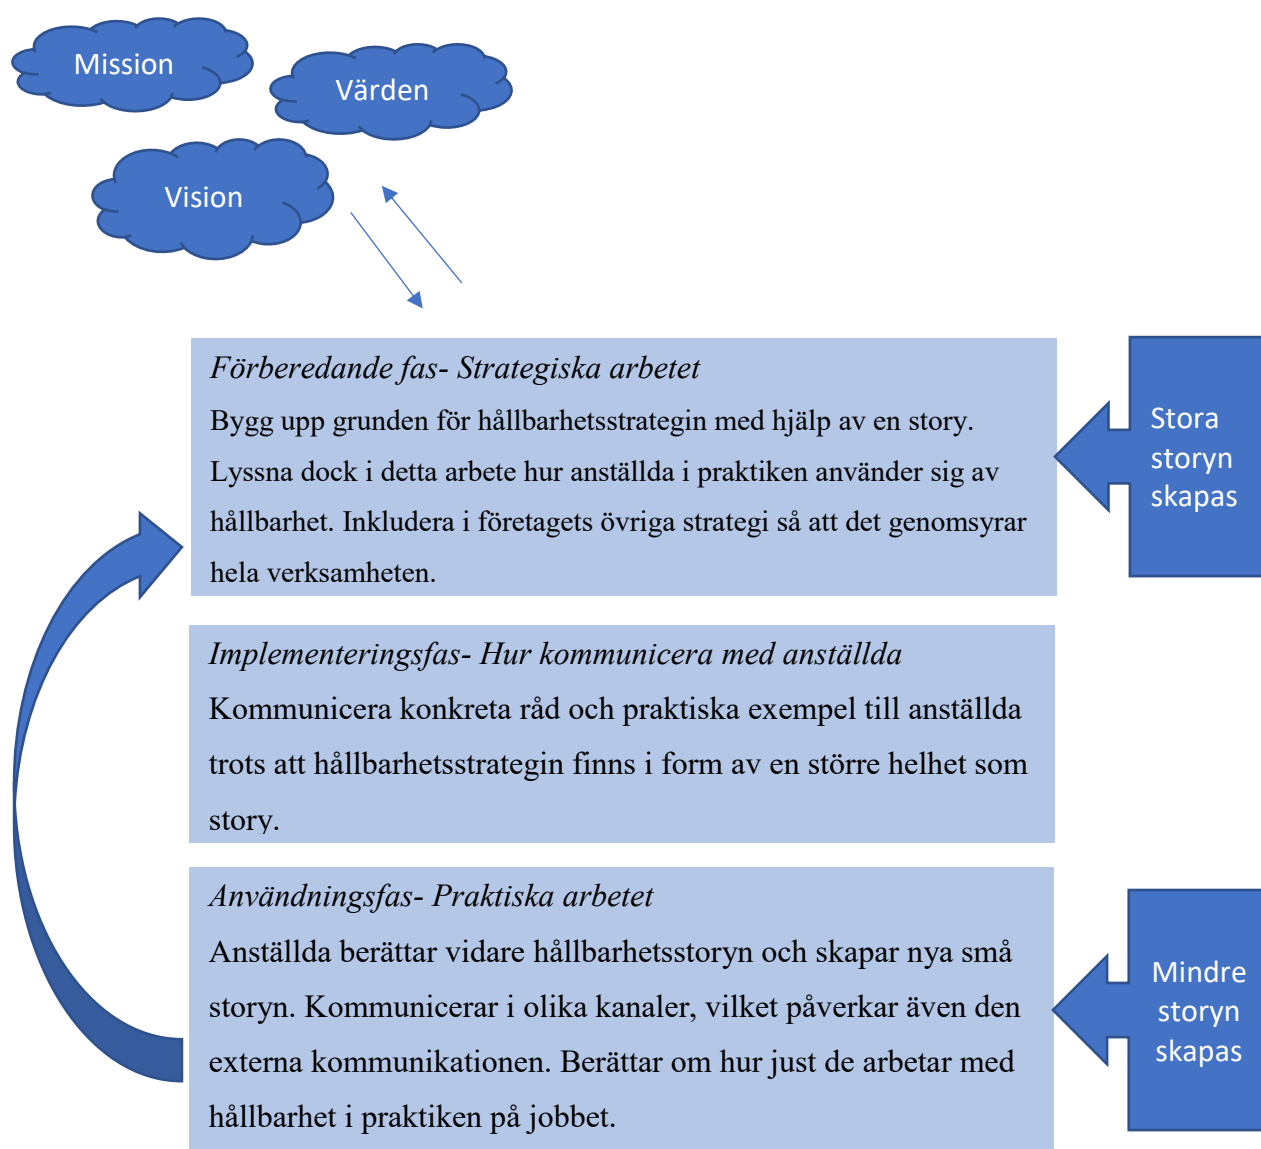 Mission
Värden
Vision
Förberedande fas- Strategiska arbetet
Bygg upp grunden för hållbarhetsstrategin med hjälp av en story.
Lyssna dock i detta arbete hur anställda i praktiken använder sig av
hållbarhet. Inkludera i företagets övriga strategi så att det genomsyrar
hela verksamheten.
Stora
storyn
skapas
Implementeringsfas- Hur kommunicera med anställda
Kommunicera konkreta råd och praktiska exempel till anställda
trots att hållbarhetsstrategin finns i form av en större helhet som
story.
Användningsfas- Praktiska arbetet
Anställda berättar vidare hållbarhetsstoryn och skapar nya små
storyn. Kommunicerar i olika kanaler, vilket påverkar även den
externa kommunikationen. Berättar om hur just de arbetar med
hållbarhet i praktiken på jobbet.
Mindre
storyn
skapas